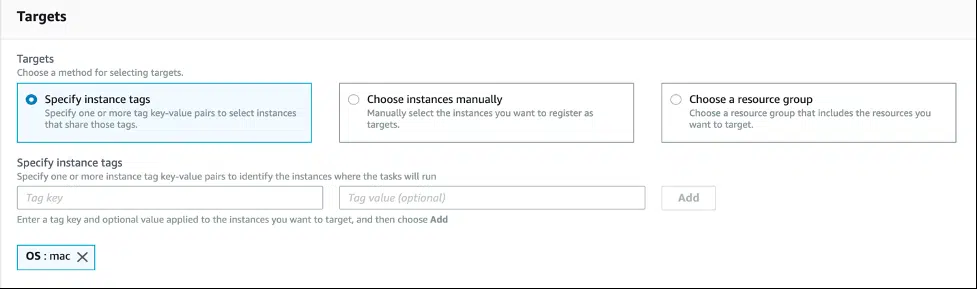 Targets
Targets
Choose a method for selecting targets.
Specify instance tags
Specify one or more tag key-value pairs to select instances
that share those tags.
Choose instances manually
Manually select the instances you want to register as
targets.
Choose a resource group
Choose a resource group that includes the resources you
want to target.
Specify instance tags
Specify one or more instance tag key-value pairs to identify the instances where the tasks will run
Tag key
Tag value (optional)
Add
Enter a tag key and optional value applied to the instances you want to target, and then choose Add
OS : mac